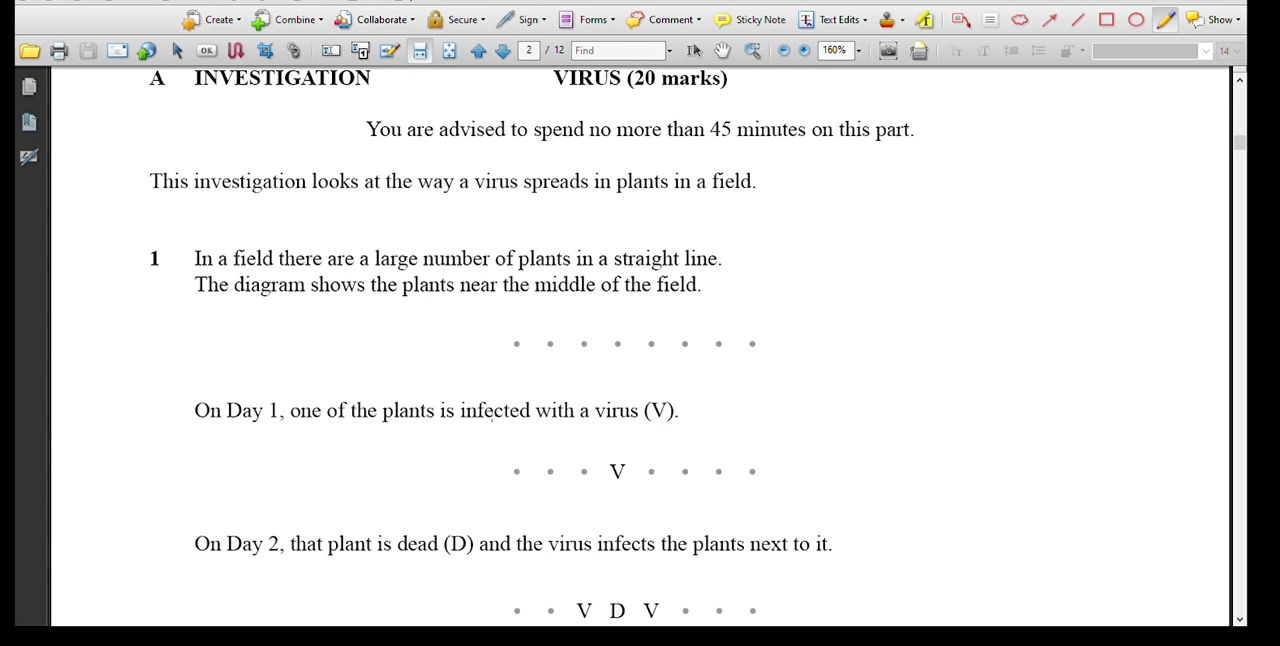 Create Combine Collaborate Secure Sign Forms Comment Sticky Note Text Edits Show
OK 2 / 12 Find 160% 14
A INVESTIGATION VIRUS (20 marks)
You are advised to spend no more than 45 minutes on this part.
This investigation looks at the way a virus spreads in plants in a field.
1 In a field there are a large number of plants in a straight line.
The diagram shows the plants near the middle of the field.
On Day 1, one of the plants is infected with a virus (V).
V
On Day 2, that plant is dead (D) and the virus infects the plants next to it.
V D V